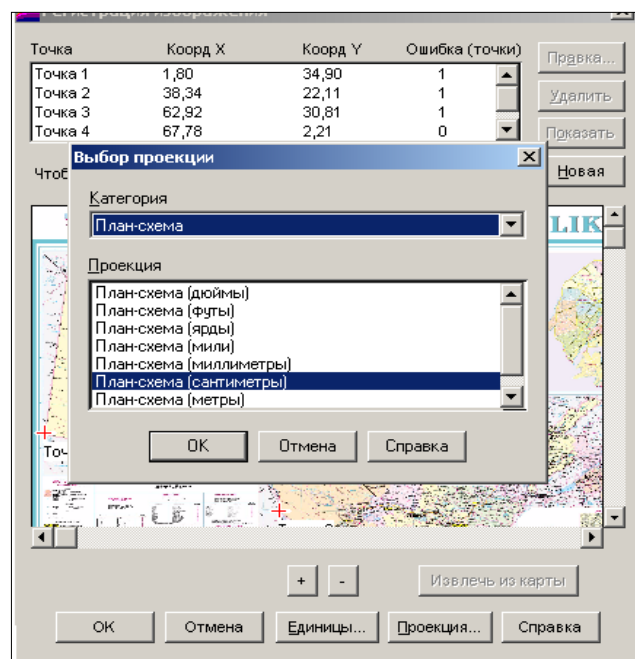 Регистрация изображения
Точка Коорд X Коорд Y Ошибка (точки)
Точка 1 1,80 34,90 1
Точка 2 38,34 22,11 1
Точка 3 62,92 30,81 1
Точка 4 67,78 2,21 0
Правка...
Удалить
Показать
Новая
Чтоб
Выбор проекции
Категория
План-схема
Проекция
План-схема (дюймы)
План-схема (футы)
План-схема (ярды)
План-схема (мили)
План-схема (миллиметры)
План-схема (сантиметры)
План-схема (метры)
OK Отмена Справка
LIK
Точ
+ - Извлечь из карты
OK Отмена Единицы... Проекция... Справка